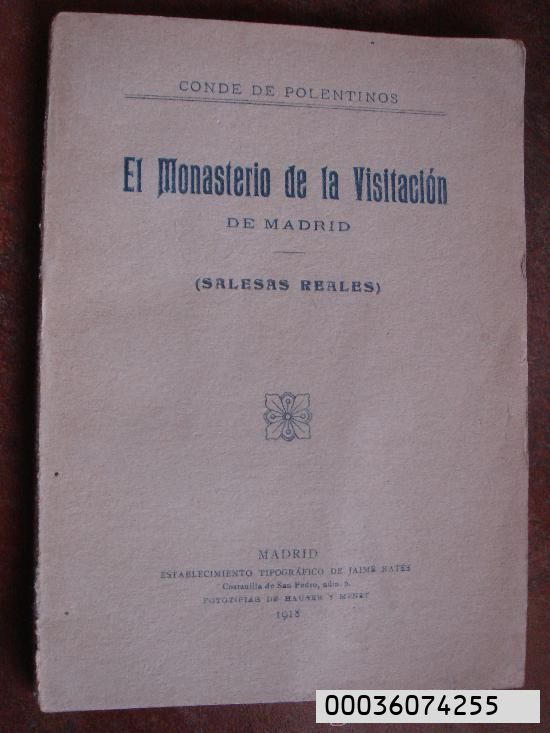 CONDE DE POLENTINOS
El Monasterio de la Visitación
DE MADRID
(SALESAS REALES)
MADRID
ESTABLECIMIENTO TIPOGRÁFICO DE JAIME RATÉS
Costanilla de San Pedro, núm. 6.
FOTOTIPIAS DE HAUSER Y MENET
1918
00036074255